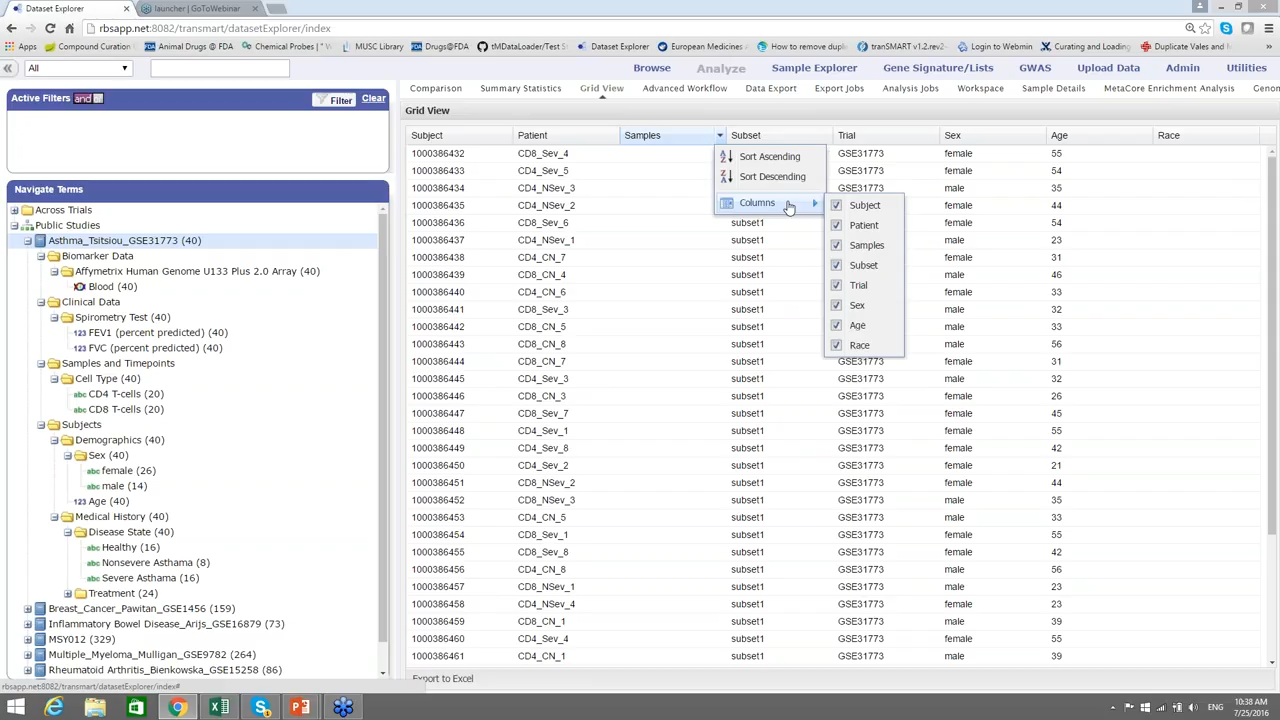 Dataset Explorer
launcher | GoToWebinar
rbsapp.net:8082/transmart/datasetExplorer/index
Apps
Compound Curation
Animal Drugs @ FDA
Chemical Probes | "
MUSC Library
Drugs@FDA
tMDataLoader/Test S
Dataset Explorer
European Medicines
How to remove duple
tranSMART v1.2.rev2
Login to Webmin
Curating and Loading
Duplicate Vales and
All
Browse
Analyze
Sample Explorer
Gene Signature/Lists
GWAS
Upload Data
Admin
Utilities
Active Filters
and
Filter
Clear
Comparison
Summary Statistics
Grid View
Advanced Workflow
Data Export
Export Jobs
Analysis Jobs
Workspace
Sample Details
MetaCore Enrichment Analysis
Genom
Navigate Terms
Across Trials
Public Studies
Asthma_Tsitsiou_GSE31773 (40)
Biomarker Data
Affymetrix Human Genome U133 Plus 2.0 Array (40)
Blood (40)
Clinical Data
Spirometry Test (40)
123 FEV1 (percent predicted) (40)
123 FVC (percent predicted) (40)
Samples and Timepoints
Cell Type (40)
abc CD4 T-cells (20)
abc CD8 T-cells (20)
Subjects
Demographics (40)
Sex (40)
abc female (26)
abc male (14)
123 Age (40)
Medical History (40)
Disease State (40)
abc Healthy (16)
abc Nonsevere Asthma (8)
abc Severe Asthma (16)
Treatment (24)
Breast_Cancer_Pawitan_GSE1456 (159)
Inflammatory Bowel Disease_Arijs_GSE16879 (73)
MSY012 (329)
Multiple_Myeloma_Mulligan_GSE9782 (264)
Rheumatoid Arthritis_Bienkowska_GSE15258 (86)
rbsapp.net:8082/transmart/datasetExplorer/index#
Grid View
Subject Patient Samples Subset Trial Sex Age Race
1000386432 CD8_Sev_4 GSE31773 female 55
1000386433 CD4_Sev_5 GSE31773 female 54
1000386434 CD4_NSev_3 GSE31773 male 35
1000386435 CD4_NSev_2 female 44
1000386436 CD8_Sev_6 subset1 female 54
1000386437 CD4_NSev_1 subset1 male 23
1000386438 CD4_CN_7 subset1 female 31
1000386439 CD8_CN_4 subset1 male 46
1000386440 CD4_CN_6 subset1 female 33
1000386441 CD8_Sev_3 subset1 male 32
1000386442 CD8_CN_5 subset1 male 33
1000386443 CD8_CN_8 subset1 male 56
1000386444 CD8_CN_7 subset1 GSE31773 female 31
1000386445 CD4_Sev_3 subset1 GSE31773 male 32
1000386446 CD8_CN_3 subset1 GSE31773 male 26
1000386447 CD8_Sev_7 subset1 GSE31773 female 45
1000386448 CD4_Sev_1 subset1 GSE31773 female 55
1000386449 CD4_Sev_8 subset1 GSE31773 female 42
1000386450 CD4_Sev_2 subset1 GSE31773 female 21
1000386451 CD8_NSev_2 subset1 GSE31773 female 44
1000386452 CD8_NSev_3 subset1 GSE31773 male 35
1000386453 CD4_CN_5 subset1 GSE31773 male 33
1000386454 CD8_Sev_1 subset1 GSE31773 female 55
1000386455 CD8_Sev_8 subset1 GSE31773 female 42
1000386456 CD4_CN_8 subset1 GSE31773 male 56
1000386457 CD8_NSev_1 subset1 GSE31773 male 23
1000386458 CD4_NSev_4 subset1 GSE31773 female 23
1000386459 CD8_CN_1 subset1 GSE31773 male 39
1000386460 CD4_Sev_4 subset1 GSE31773 female 55
1000386461 CD4_CN_1 subset1 GSE31773 male 39
Sort Ascending
Sort Descending
Columns
Subject
Patient
Samples
Subset
Trial
Sex
Age
Race
Export to Excel
ENG
10:38 AM
7/25/2016